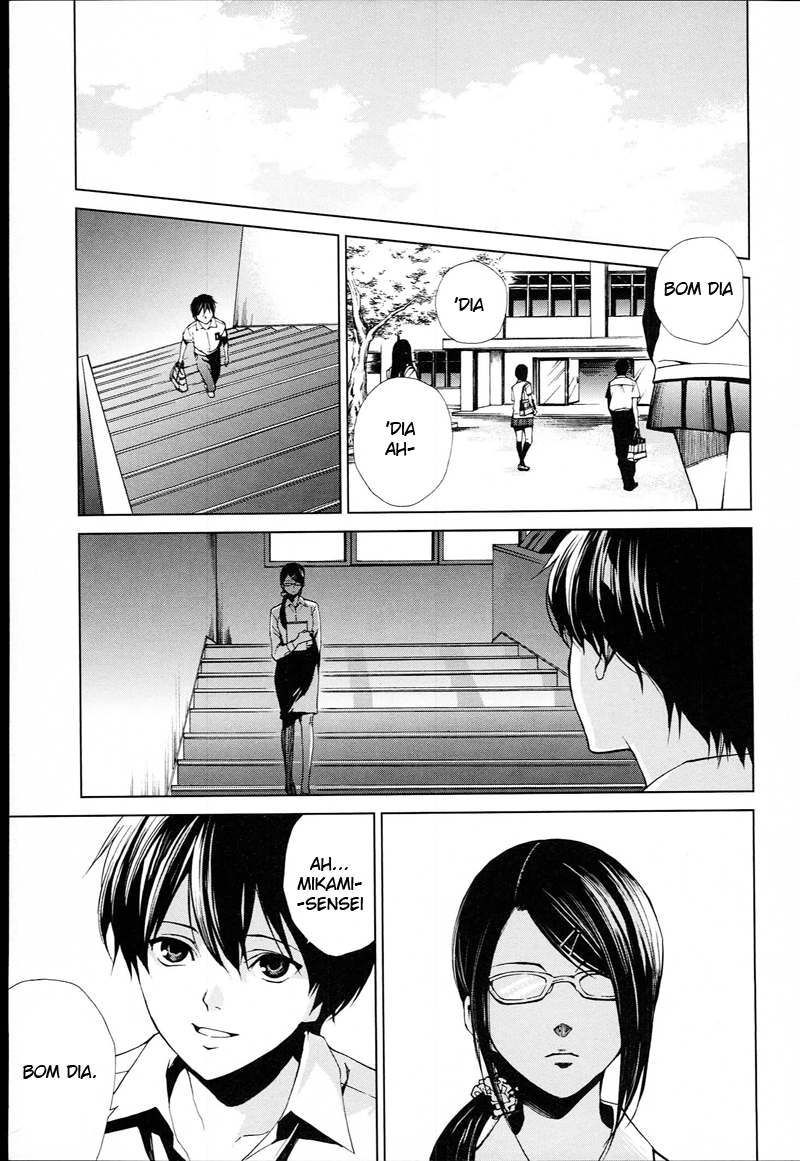 BOM DIA
'DIA
'DIA
AH-
AH...
MIKAMI-
-SENSEI
BOM DIA.